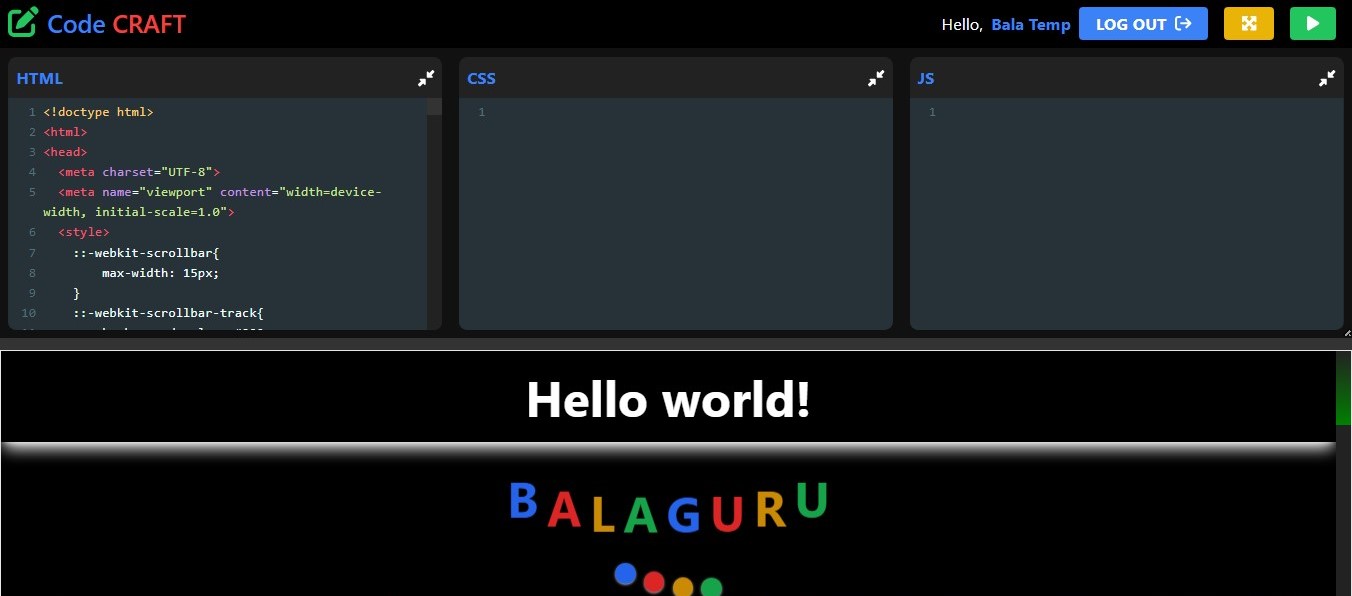 Code CRAFT
Hello, Bala Temp LOG OUT
HTML
1 <!doctype html>
2 <html>
3 <head>
4 <meta charset="UTF-8">
5 <meta name="viewport" content="width=device-
width, initial-scale=1.0">
6 <style>
7 ::-webkit-scrollbar{
8 max-width: 15px;
9 }
10 ::-webkit-scrollbar-track{
CSS
1
JS
1
Hello world!
BALAGURU